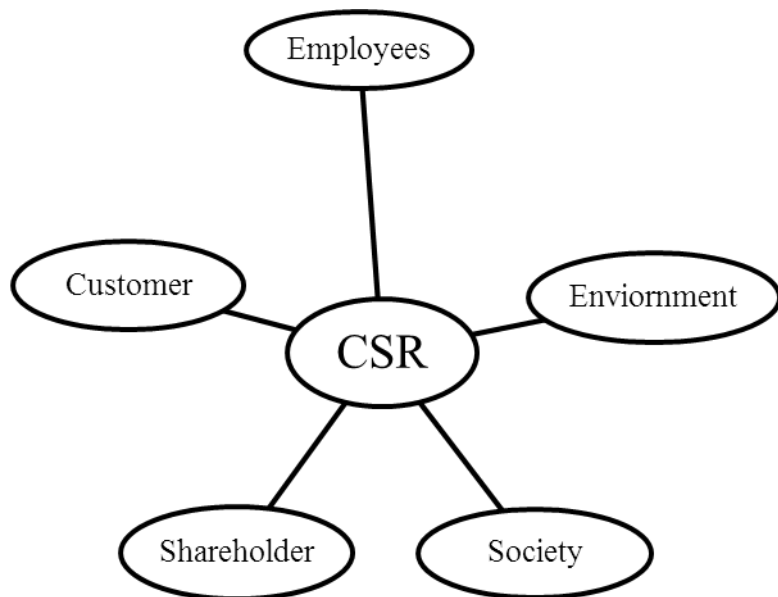 Employees
Customer
Enviornment
CSR
Shareholder
Society